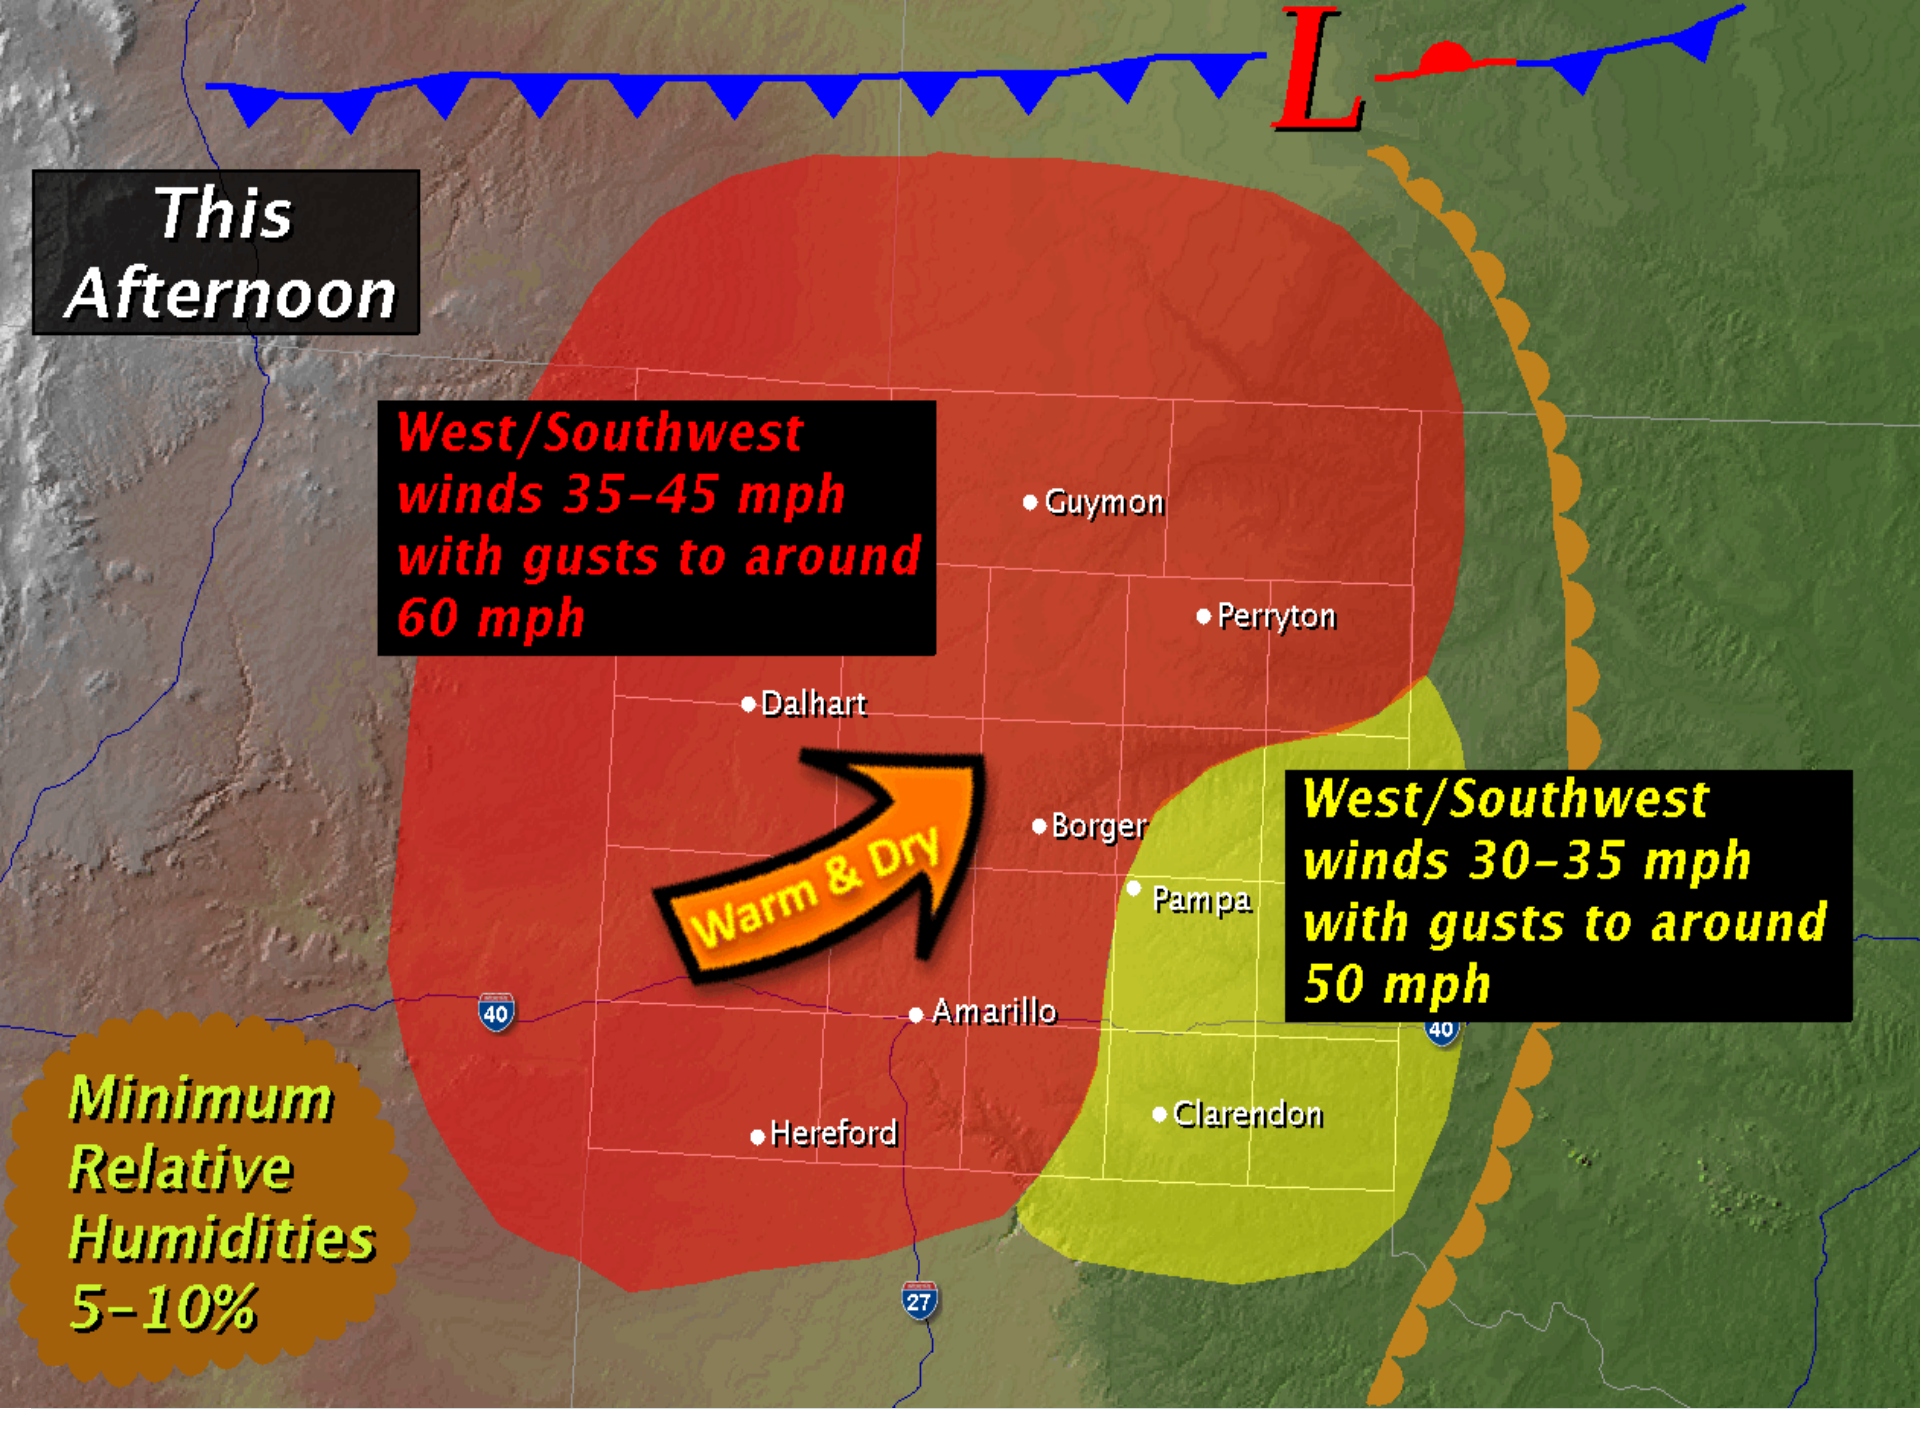 L
This
Afternoon
West/Southwest
winds 35-45 mph
with gusts to around
60 mph
Guymon
Perryton
Dalhart
West/Southwest
winds 30-35 mph
with gusts to around
50 mph
Borger
Warm & Dry
Pampa
40
Amarillo
40
Minimum
Relative
Humidities
5-10%
Clarendon
Hereford
27